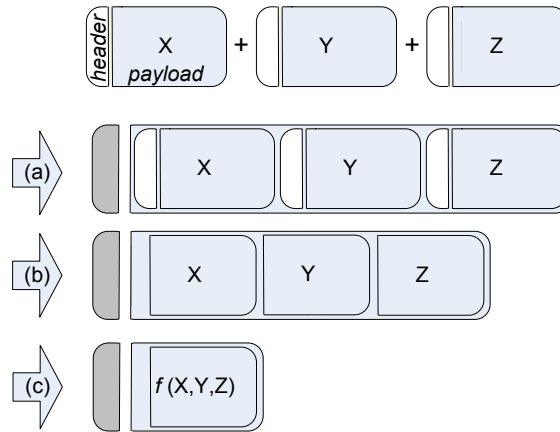 header X + Y + Z
payload
(a) X Y Z
(b) X Y Z
(c) f (X,Y,Z)